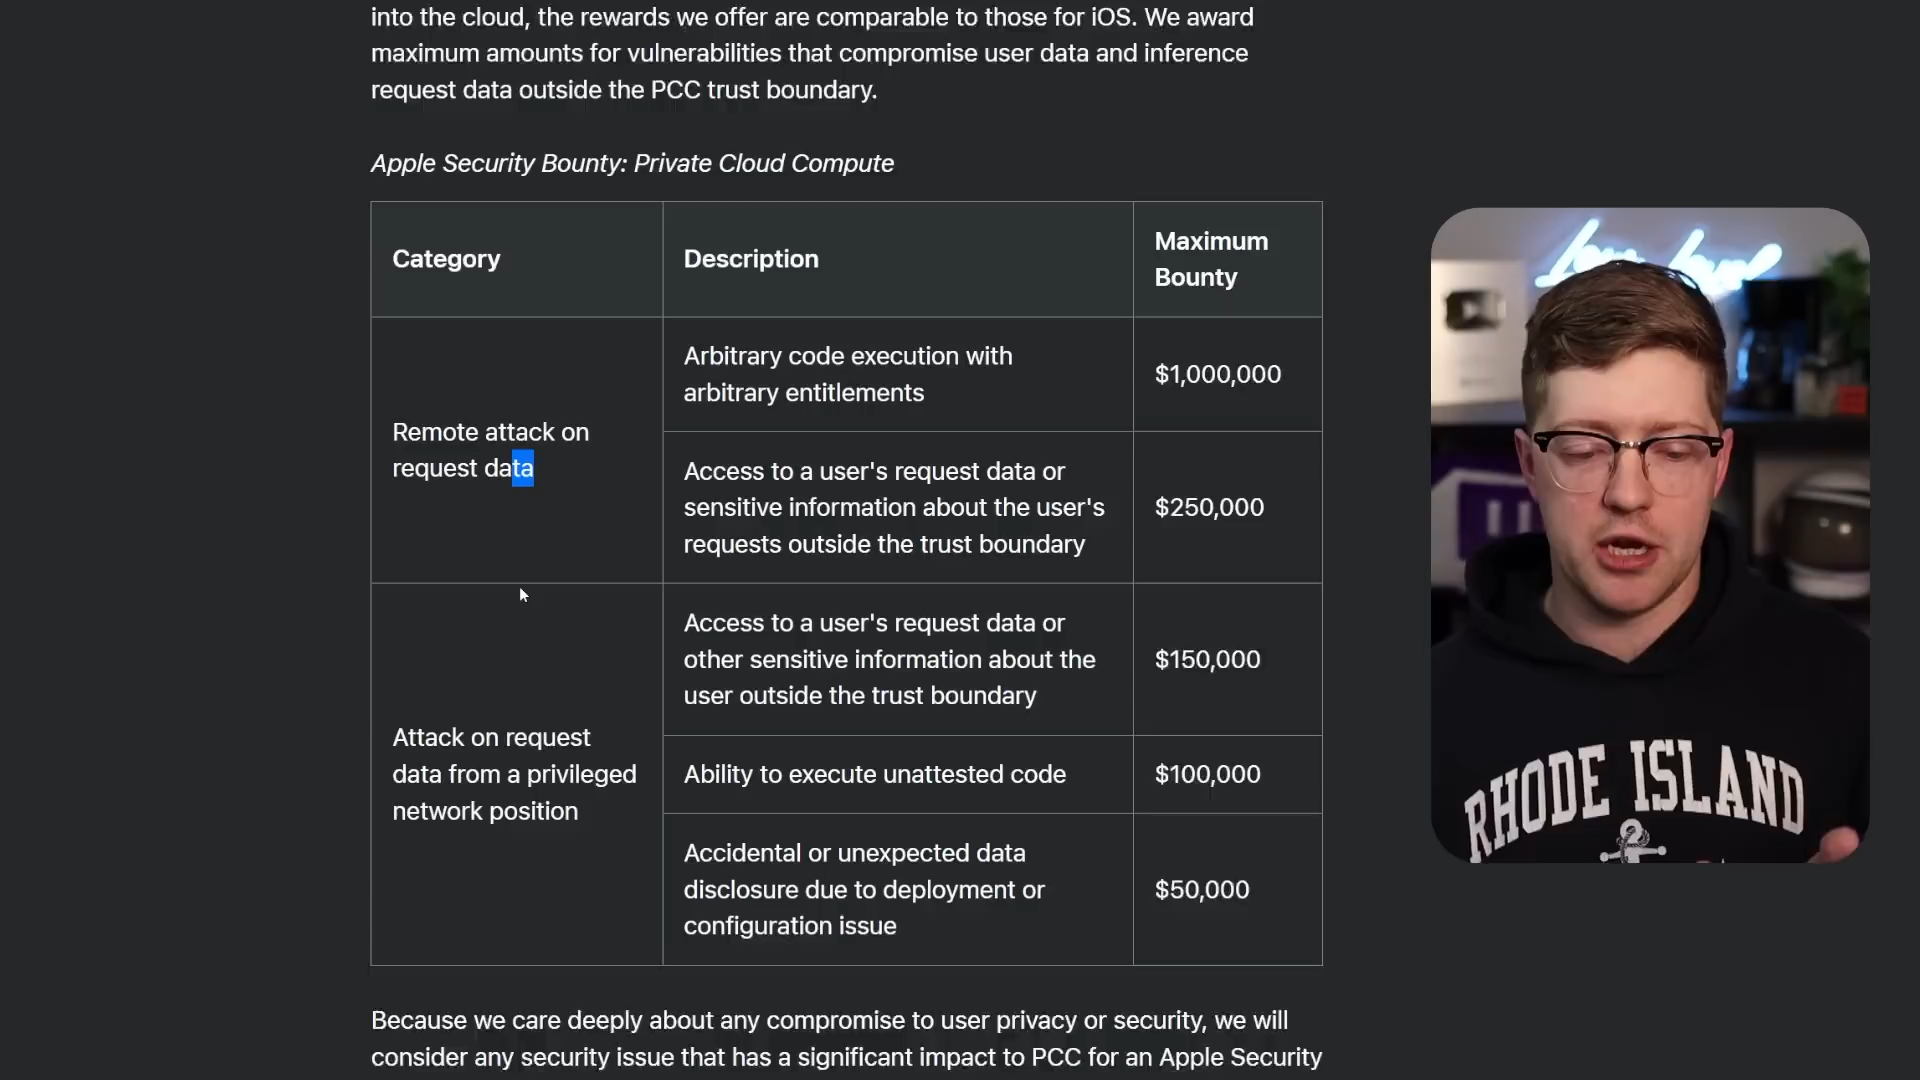 into the cloud, the rewards we offer are comparable to those for iOS. We award
maximum amounts for vulnerabilities that compromise user data and inference
request data outside the PCC trust boundary.
Apple Security Bounty: Private Cloud Compute
Category
Description
Maximum
Bounty
Remote attack on
request data
Arbitrary code execution with
arbitrary entitlements
$1,000,000
Access to a user's request data or
sensitive information about the user's
requests outside the trust boundary
$250,000
Attack on request
data from a privileged
network position
Access to a user's request data or
other sensitive information about the
user outside the trust boundary
$150,000
Ability to execute unattested code
$100,000
Accidental or unexpected data
disclosure due to deployment or
configuration issue
$50,000
Because we care deeply about any compromise to user privacy or security, we will
consider any security issue that has a significant impact to PCC for an Apple Security
low level
RHODE ISLAND